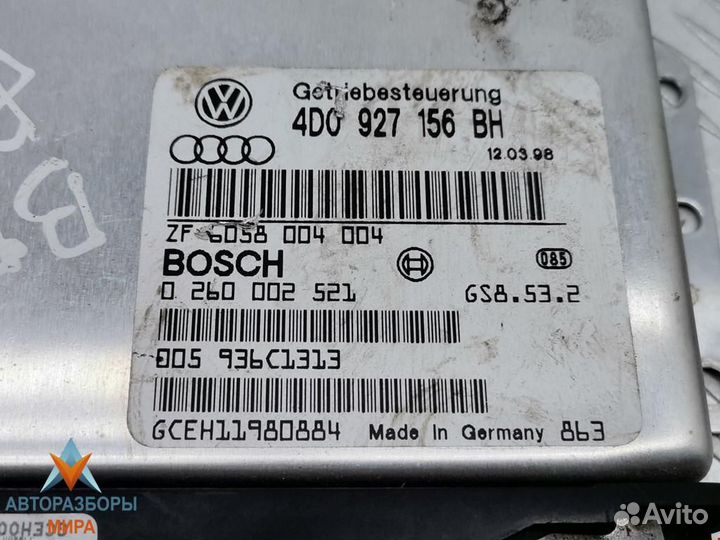 Getriebesteuerung
4D0 927 156 BH
12.03.98
ZF 6058 004 004
BOSCH
085
0 260 002 521
GS8.53.2
005 936C1313
GCEH11980884
Made in Germany
863
АВТОРАЗБОРЫ
МИРА
Avito